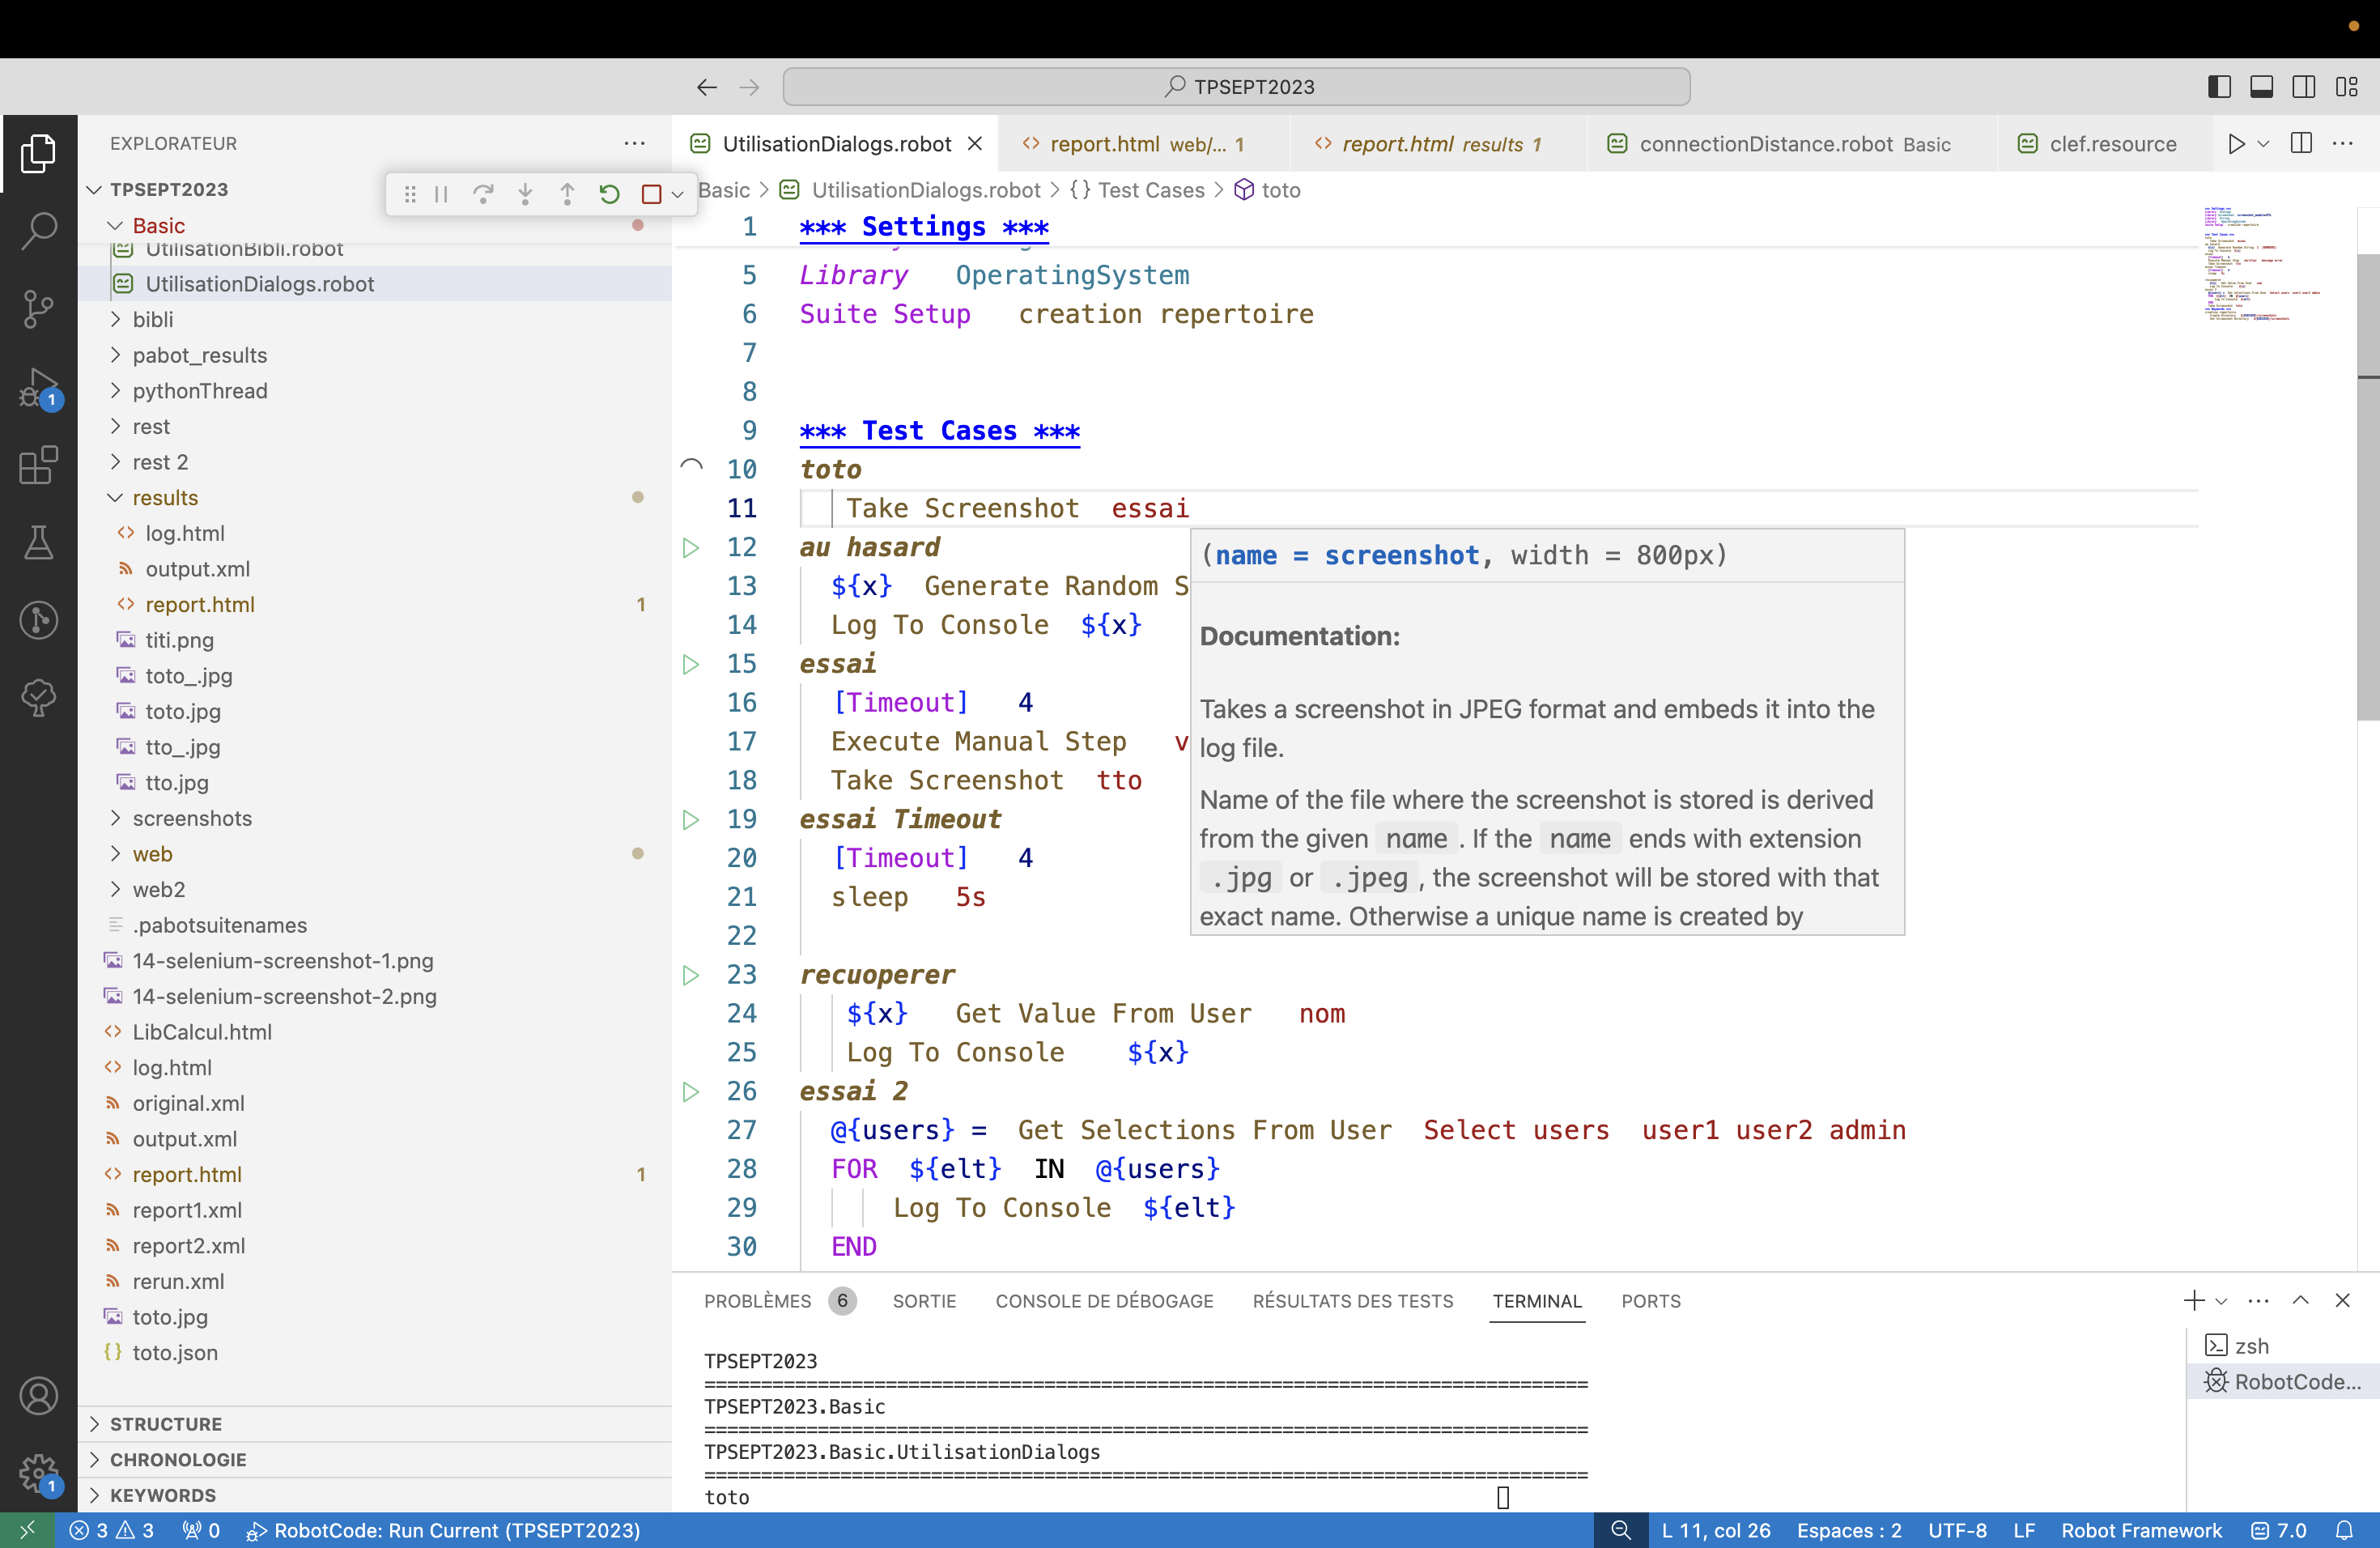 TPSEPT2023
EXPLORATEUR
UtilisationDialogs.robot
report.html web/... 1
report.html results 1
connectionDistance.robot Basic
clef.resource
TPSEPT2023
Basic
UtilisationBibli.robot
UtilisationDialogs.robot
bibli
pabot_results
pythonThread
rest
rest 2
results
log.html
output.xml
report.html 1
titi.png
toto_.jpg
toto.jpg
tto_.jpg
tto.jpg
screenshots
web
web2
.pabotsuitenames
14-selenium-screenshot-1.png
14-selenium-screenshot-2.png
LibCalcul.html
log.html
original.xml
output.xml
report.html 1
report1.xml
report2.xml
rerun.xml
toto.jpg
toto.json
STRUCTURE
CHRONOLOGIE
KEYWORDS
1
1
Basic > UtilisationDialogs.robot > {} Test Cases > toto
1 *** Settings ***
5 Library OperatingSystem
6 Suite Setup creation repertoire
7
8
9 *** Test Cases ***
10 toto
11 Take Screenshot essai
12 au hasard
13 ${x} Generate Random S
14 Log To Console ${x}
15 essai
16 [Timeout] 4
17 Execute Manual Step v
18 Take Screenshot tto
19 essai Timeout
20 [Timeout] 4
21 sleep 5s
22
23 recuoperer
24 ${x} Get Value From User nom
25 Log To Console ${x}
26 essai 2
27 @{users} = Get Selections From User Select users user1 user2 admin
28 FOR ${elt} IN @{users}
29 Log To Console ${elt}
30 END
(name = screenshot, width = 800px)
Documentation:
Takes a screenshot in JPEG format and embeds it into the
log file.
Name of the file where the screenshot is stored is derived
from the given name. If the name ends with extension
.jpg or .jpeg, the screenshot will be stored with that
exact name. Otherwise a unique name is created by
PROBLÈMES 6 SORTIE CONSOLE DE DÉBOGAGE RÉSULTATS DES TESTS TERMINAL PORTS
TPSEPT2023
==============================================================================
TPSEPT2023.Basic
==============================================================================
TPSEPT2023.Basic.UtilisationDialogs
==============================================================================
toto
zsh
RobotCode...
3 3 0 RobotCode: Run Current (TPSEPT2023)
L 11, col 26 Espaces : 2 UTF-8 LF Robot Framework 7.0